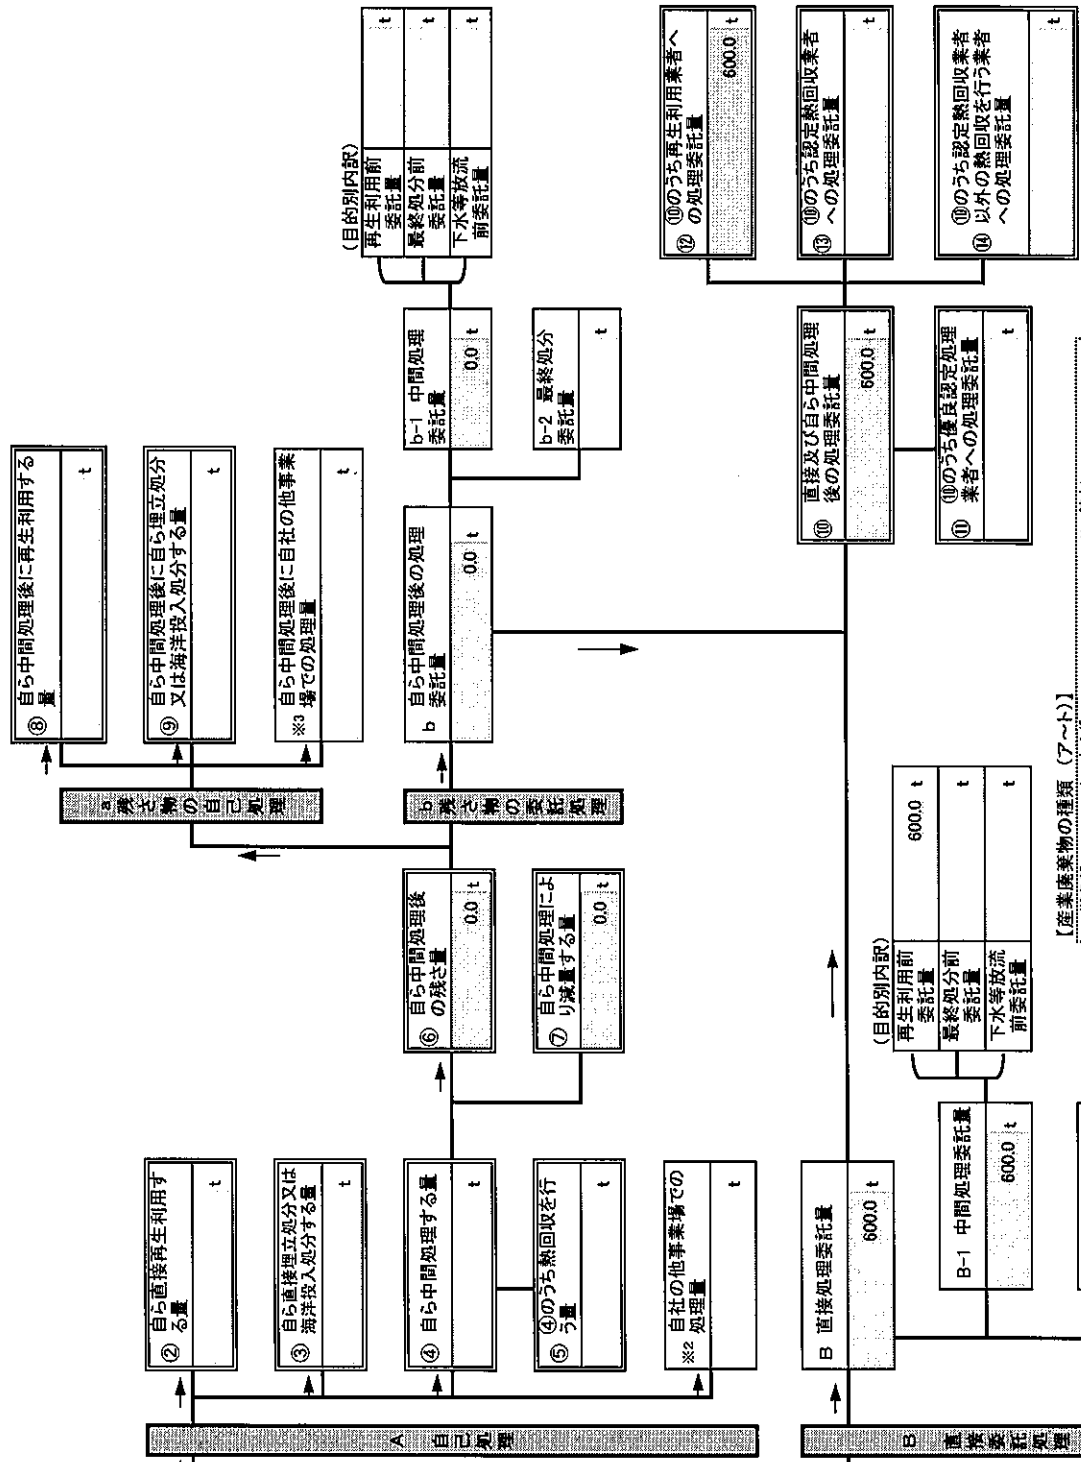 A 自己処理
② 自ら直接再生利用す
る量
t
③ 自ら直接埋立処分又は
海洋投入処分する量
t
④ 自ら中間処理する量
t
⑤ ④のうち熱回収を行
う量
t
※2 自社の他事業場での
処理量
t
⑥ 自ら中間処理後
の残さ量
0.0 t
⑦ 自ら中間処理によ
り減量する量
0.0 t
a 残さ物の自己処理
⑧ 自ら中間処理後に再生利用する
量
t
⑨ 自ら中間処理後に自ら埋立処分
又は海洋投入処分する量
t
※3 自ら中間処理後に自社の他事業
場での処理量
t
b 残さ物の委託処理
b 自ら中間処理後の処理
委託量
0.0 t
b-1 中間処理
委託量
0.0 t
b-2 最終処分
委託量
t
(目的別内訳)
再生利用前
委託量
t
最終処分前
委託量
t
下水等放流
前委託量
t
B 直接委託処理
B 直接処理委託量
600.0 t
B-1 中間処理委託量
600.0 t
(目的別内訳)
再生利用前
委託量
600.0 t
最終処分前
委託量
t
下水等放流
前委託量
t
⑩ 直接及び自ら中間処理
後の処理委託量
600.0 t
⑪ ⑩のうち優良認定処理
業者への処理委託量
t
⑫ ⑩のうち再生利用業者へ
の処理委託量
600.0 t
⑬ ⑩のうち認定熱回収業者
への処理委託量
t
⑭ ⑩のうち認定熱回収業者
以外の熱回収を行う業者
への処理委託量
t
【産業廃棄物の種類 (ア～ト)】